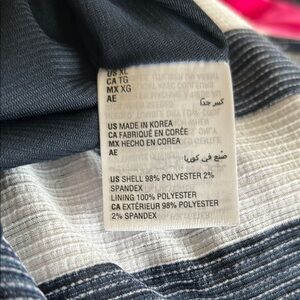 US XL
CA TG
MX XG
AE
كبير جداً
US MADE IN KOREA
CA FABRIQUÉ EN CORÉE
MX HECHO EN COREA
AE
صنع في كوريا
US SHELL 98% POLYESTER 2%
SPANDEX
LINING 100% POLYESTER
CA EXTÉRIEUR 98% POLYESTER
2% SPANDEX